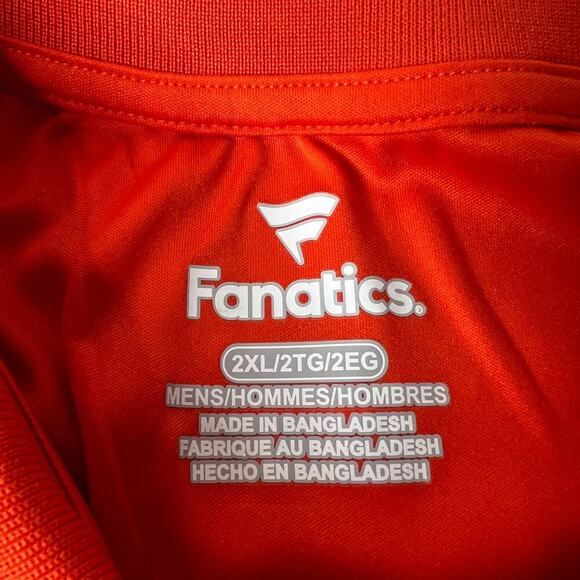 Fanatics.
2XL/2TG/2EG
MENS/HOMMES/HOMBRES
MADE IN BANGLADESH
FABRIQUE AU BANGLADESH
HECHO EN BANGLADESH